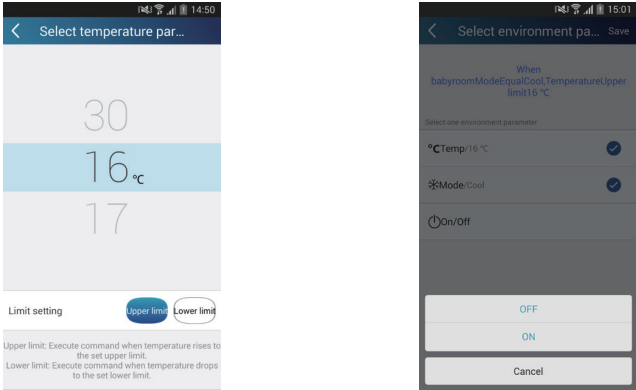 14:50
Select temperature par...
30
16 °C
17
Limit setting
Upper limit
Lower limit
Upper limit: Execute command when temperature rises to
the set upper limit.
Lower limit: Execute command when temperature drops
to the set lower limit.
15:01
Select environment pa...
Save
When
babyroomModeEqualCool,TemperatureUpper
limit16 °C
Select one environment parameter
°CTemp/16 °C
Mode/Cool
On/Off
OFF
ON
Cancel